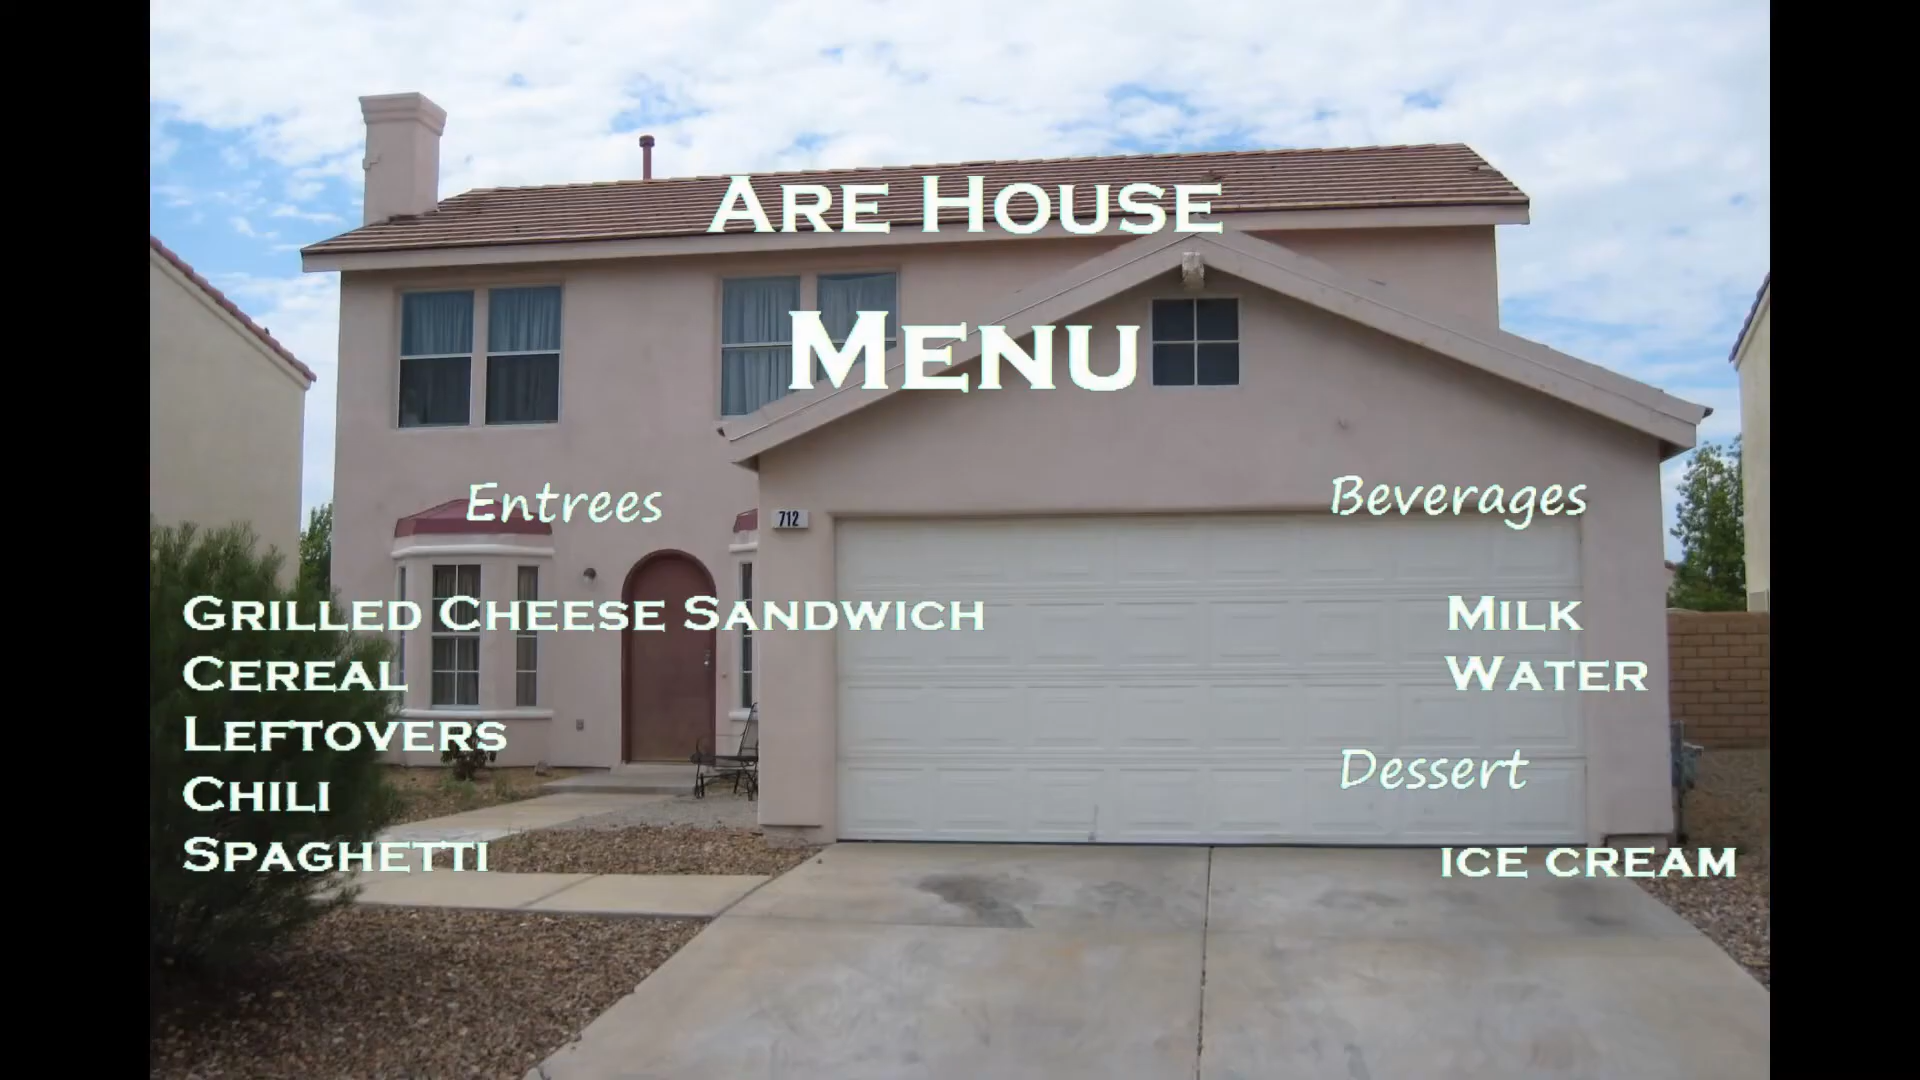 ARE HOUSE
MENU
Entrees
GRILLED CHEESE SANDWICH
CEREAL
LEFTOVERS
CHILI
SPAGHETTI
712
Beverages
MILK
WATER
Dessert
ICE CREAM